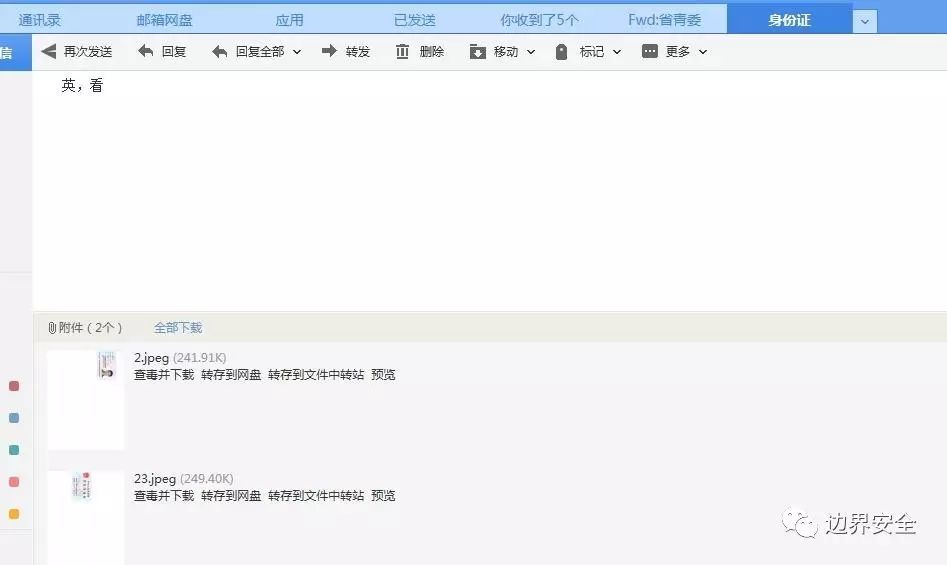 通讯录 邮箱网盘 应用 已发送 你收到了5个 Fwd:省青委 身份证
信 再次发送 回复 回复全部 转发 删除 移动 标记 更多
英，看
附件（2个） 全部下载
2.jpeg (241.91K)
查毒并下载 转存到网盘 转存到文件中转站 预览
23.jpeg (249.40K)
查毒并下载 转存到网盘 转存到文件中转站 预览
边界安全